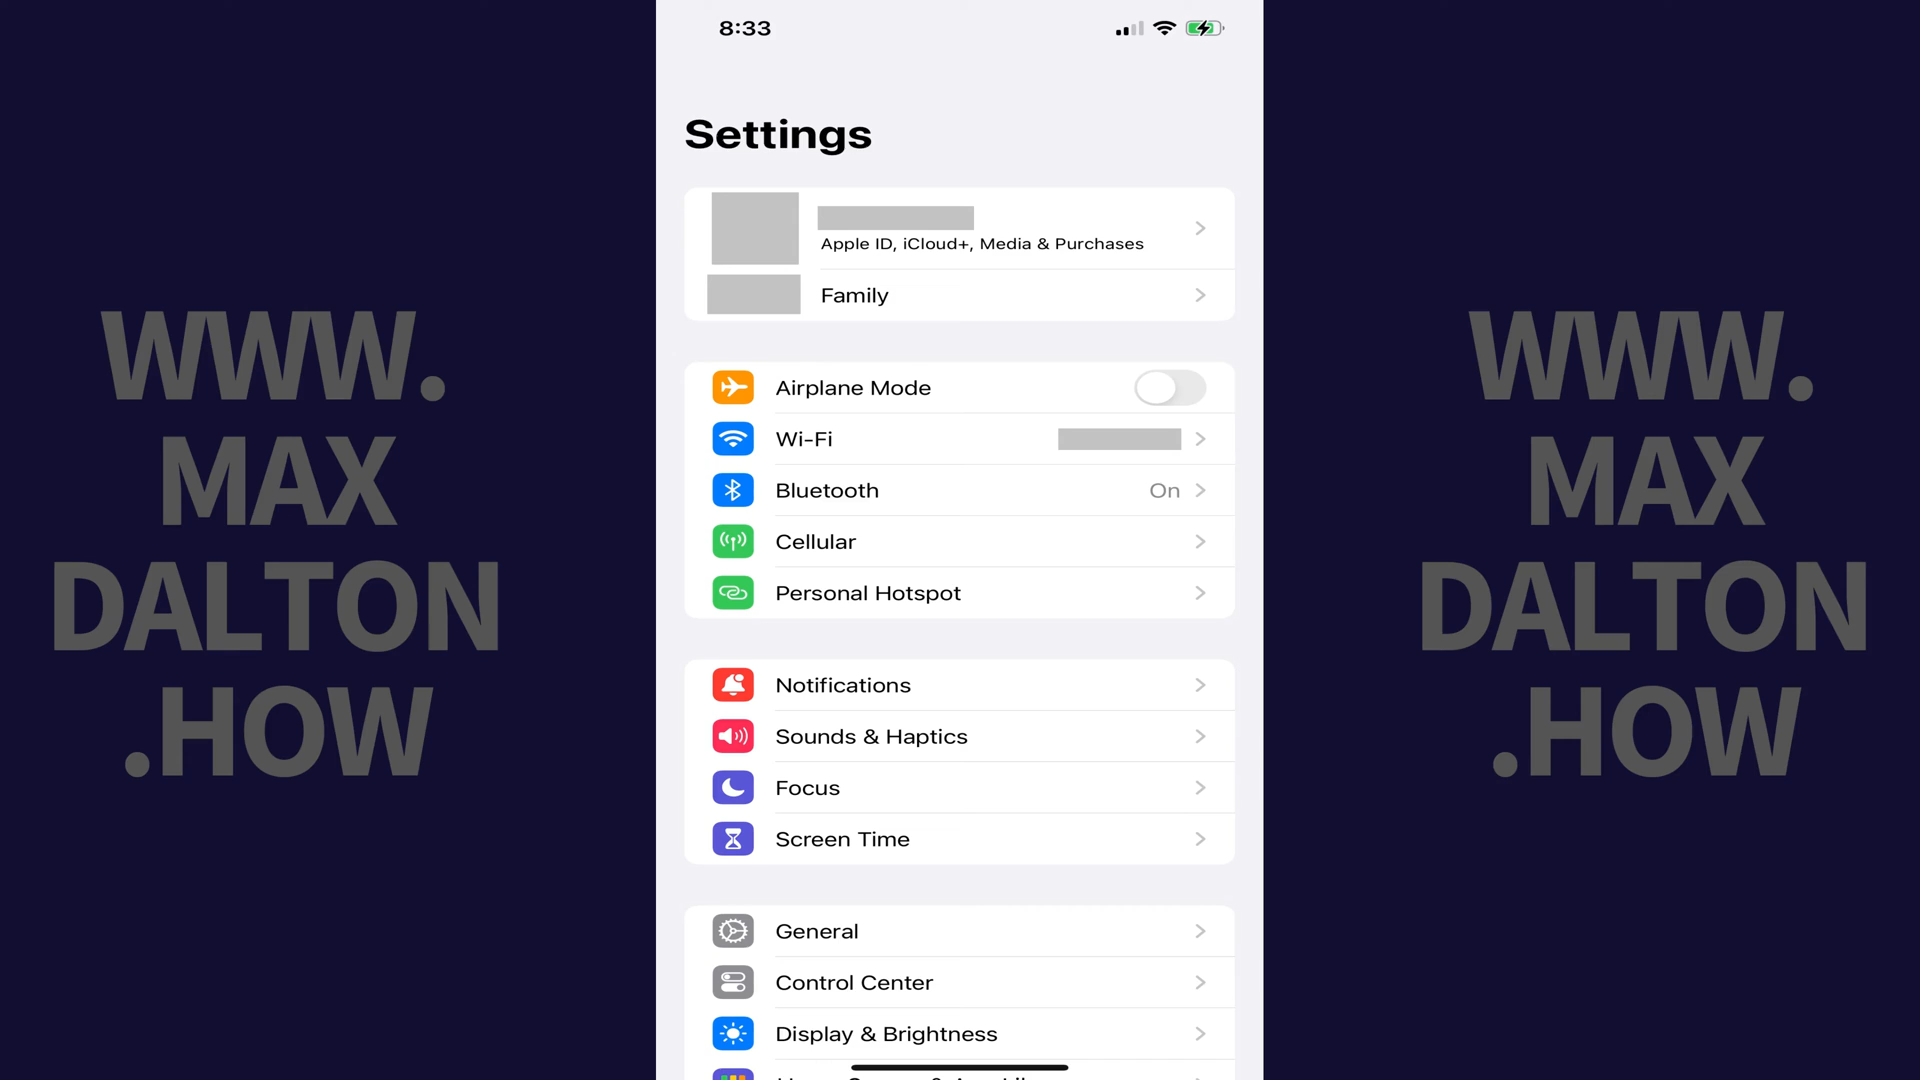 8:33
Settings
Apple ID, iCloud+, Media & Purchases
Family
Airplane Mode
Wi-Fi
Bluetooth On
Cellular
Personal Hotspot
Notifications
Sounds & Haptics
Focus
Screen Time
General
Control Center
Display & Brightness
WWW.
MAX
DALTON
.HOW
WWW.
MAX
DALTON
.HOW